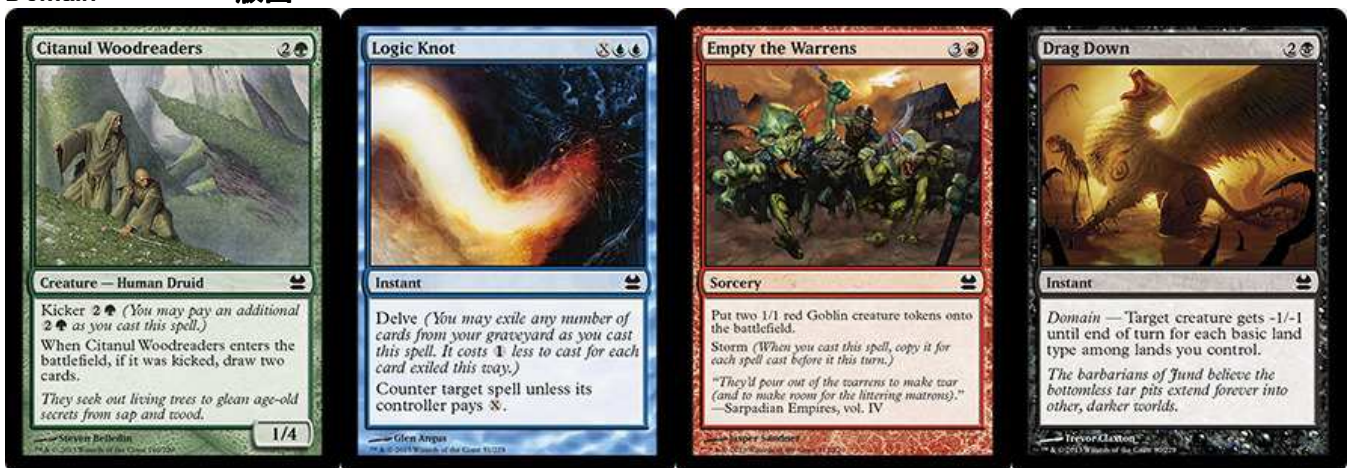 Citanul Woodreaders 2
Creature — Human Druid
Kicker 2 (You may pay an additional
2 as you cast this spell.)
When Citanul Woodreaders enters the
battlefield, if it was kicked, draw two
cards.
They seek out living trees to glean age-old
secrets from sap and wood.
Steven Belledin
1/4
Logic Knot X
Instant
Delve (You may exile any number of
cards from your graveyard as you cast
this spell. It costs 1 less to cast for each
card exiled this way.)
Counter target spell unless its
controller pays X.
Glen Angus
Empty the Warrens 3
Sorcery
Put two 1/1 red Goblin creature tokens onto
the battlefield.
Storm (When you cast this spell, copy it for
each spell cast before it this turn.)
"They'd pour out of the warrens to make war
(and to make room for the littering matrons)."
—Sarpadian Empires, vol. IV
Drag Down 2
Instant
Domain — Target creature gets -1/-1
until end of turn for each basic land
type among lands you control.
The barbarians of Jund believe the
bottomless tar pits extend forever into
other, darker worlds.
Trevor Claxton